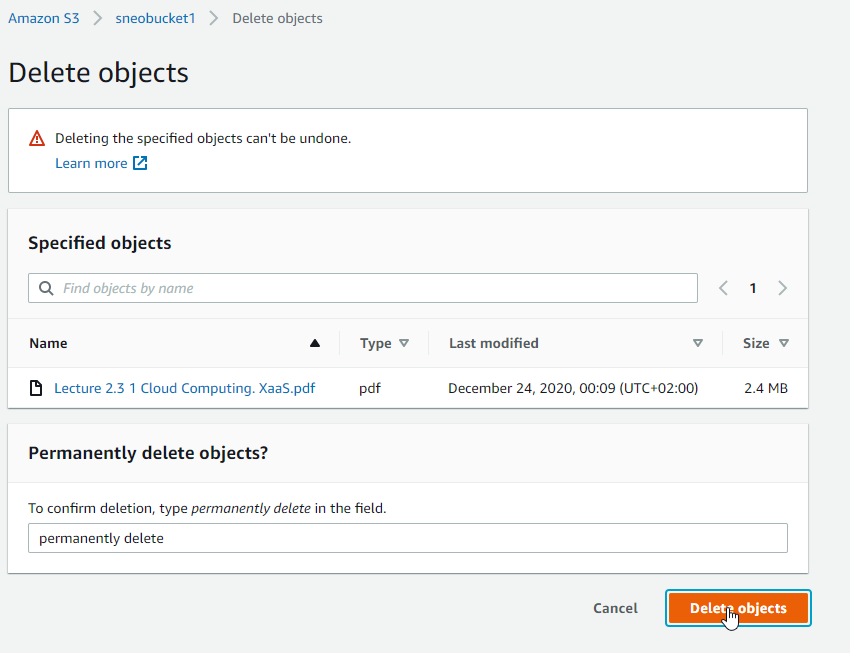 Amazon S3 > sneobucket1 > Delete objects
Delete objects
Deleting the specified objects can't be undone.
Learn more
Specified objects
Find objects by name
1
Name Type Last modified Size
Lecture 2.3 1 Cloud Computing. XaaS.pdf pdf December 24, 2020, 00:09 (UTC+02:00) 2.4 MB
Permanently delete objects?
To confirm deletion, type permanently delete in the field.
permanently delete
Cancel Delete objects